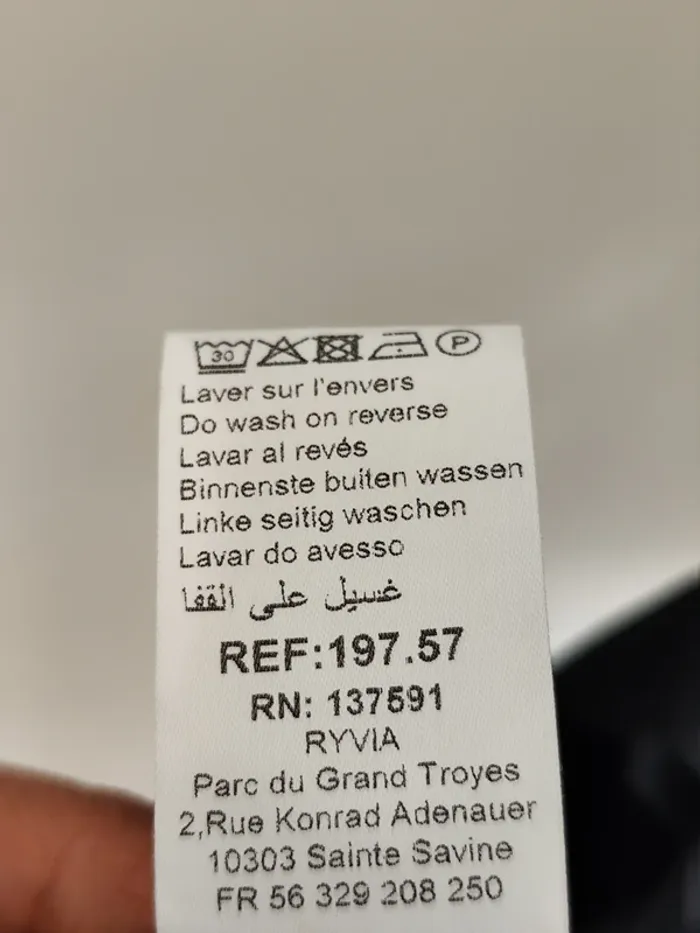 30 P
Laver sur l'envers
Do wash on reverse
Lavar al revés
Binnenste buiten wassen
Linke seitig waschen
Lavar do avesso
غسيل على القفا
REF:197.57
RN: 137591
RYVIA
Parc du Grand Troyes
2,Rue Konrad Adenauer
10303 Sainte Savine
FR 56 329 208 250